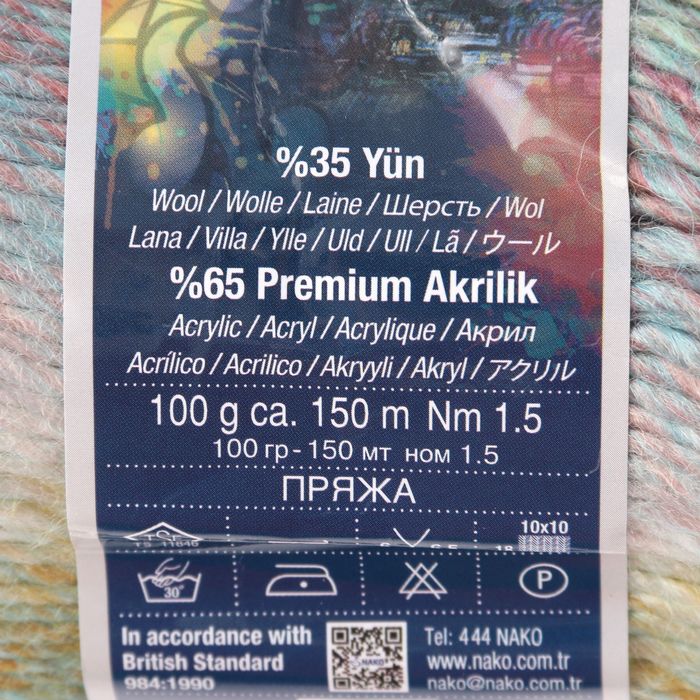 %35 Yün
Wool / Wolle / Laine / Шерсть / Wol
Lana / Villa / Ylle / Uld / Ull / Lã / ウール
%65 Premium Akrilik
Acrylic / Acryl / Acrylique / Акрил
Acrílico / Acrilico / Akryyli / Akryl / アクリル
100 g ca. 150 m Nm 1.5
100 гр - 150 мт ном 1.5
ПРЯЖА
10x10
30°
P
In accordance with
British Standard
984:1990
NAKO
Tel: 444 NAKO
www.nako.com.tr
nako@nako.com.tr